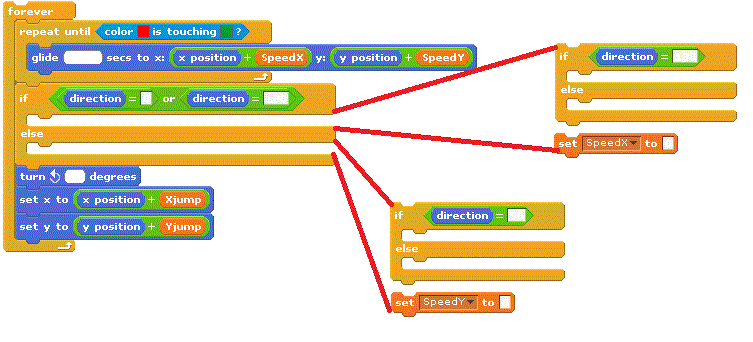 forever
repeat until color is touching ?
glide secs to x: x position + SpeedX y: y position + SpeedY
if direction = or direction =
else
turn degrees
set x to x position + Xjump
set y to y position + Yjump
if direction =
else
set SpeedX to
if direction =
else
set SpeedY to